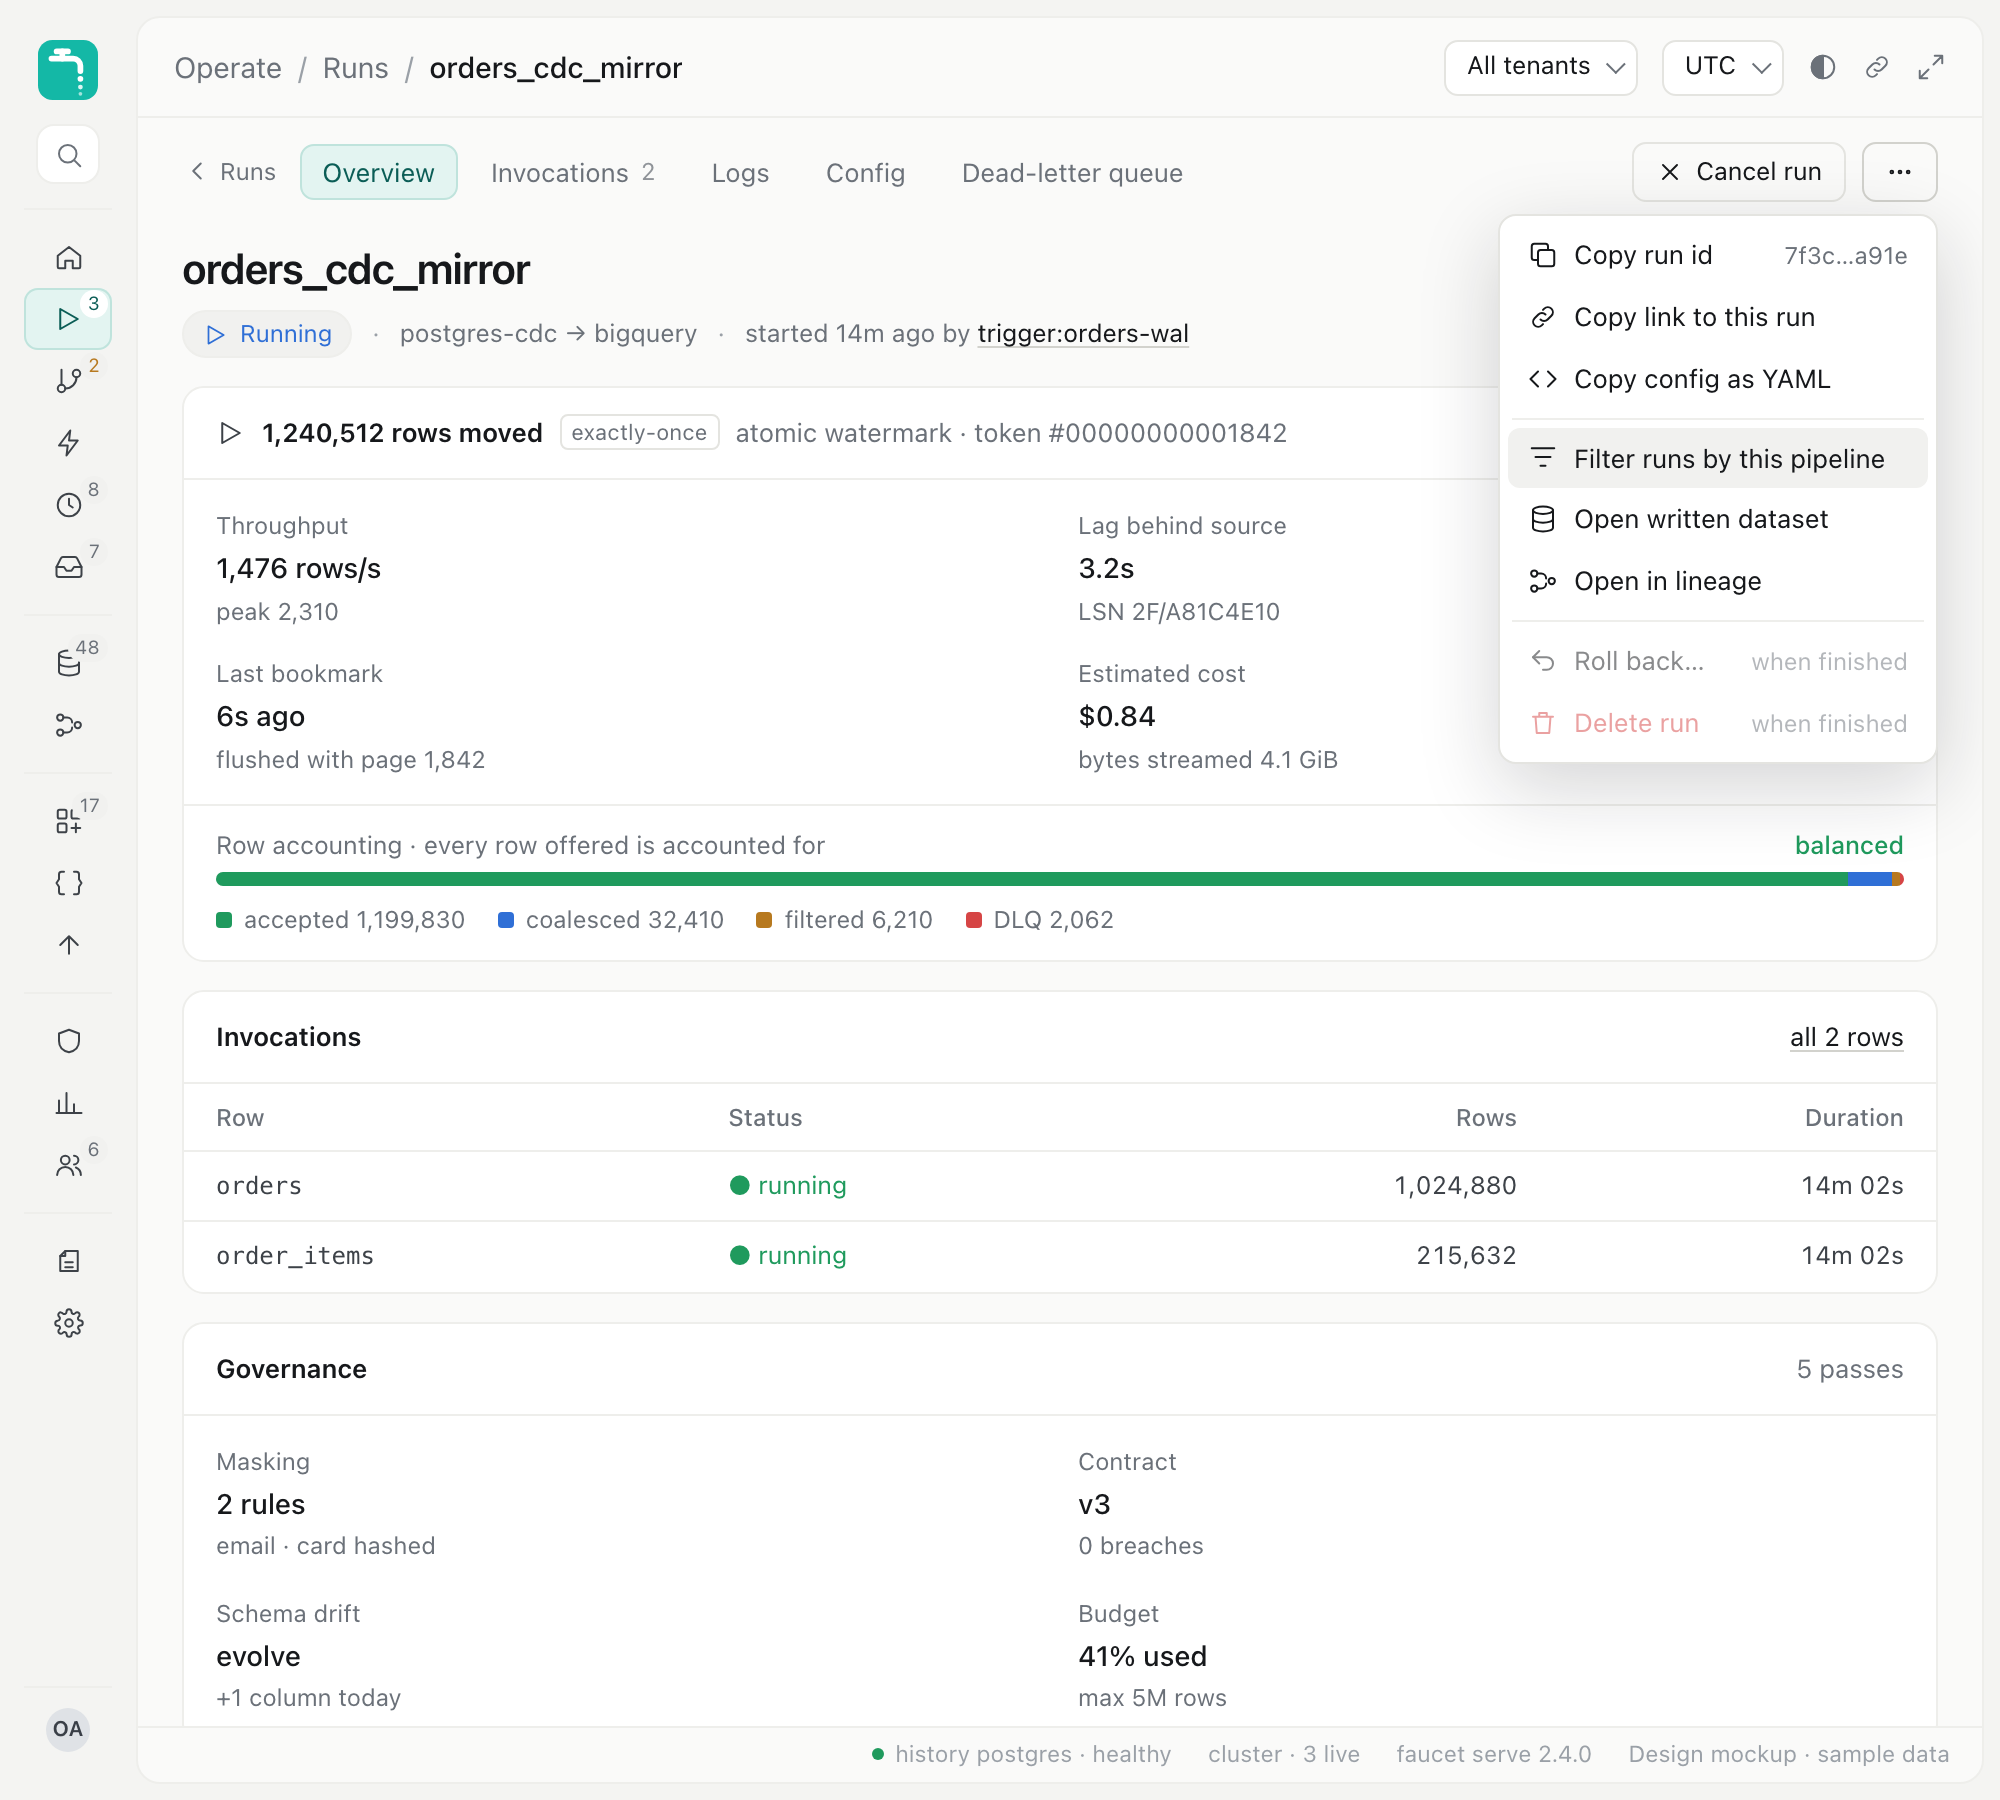 Operate / Runs / orders_cdc_mirror
All tenants
UTC
Runs
Overview
Invocations 2
Logs
Config
Dead-letter queue
Cancel run
3
2
8
7
48
17
6
OA
orders_cdc_mirror
Running · postgres-cdc → bigquery · started 14m ago by trigger:orders-wal
Copy run id 7f3c...a91e
Copy link to this run
Copy config as YAML
Filter runs by this pipeline
Open written dataset
Open in lineage
Roll back... when finished
Delete run when finished
1,240,512 rows moved exactly-once atomic watermark · token #00000000001842
Throughput
1,476 rows/s
peak 2,310
Lag behind source
3.2s
LSN 2F/A81C4E10
Last bookmark
6s ago
flushed with page 1,842
Estimated cost
$0.84
bytes streamed 4.1 GiB
Row accounting · every row offered is accounted for balanced
accepted 1,199,830 coalesced 32,410 filtered 6,210 DLQ 2,062
Invocations all 2 rows
Row Status Rows Duration
orders running 1,024,880 14m 02s
order_items running 215,632 14m 02s
Governance 5 passes
Masking
2 rules
email · card hashed
Contract
v3
0 breaches
Schema drift
evolve
+1 column today
Budget
41% used
max 5M rows
history postgres · healthy cluster · 3 live faucet serve 2.4.0 Design mockup · sample data